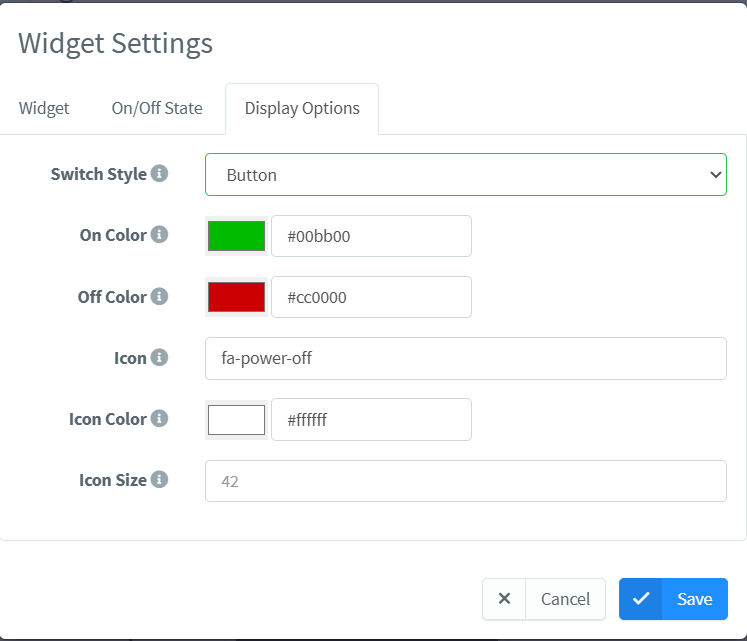 Widget Settings
Widget On/Off State Display Options
Switch Style Button
On Color #00bb00
Off Color #cc0000
Icon fa-power-off
Icon Color #ffffff
Icon Size 42
Cancel Save